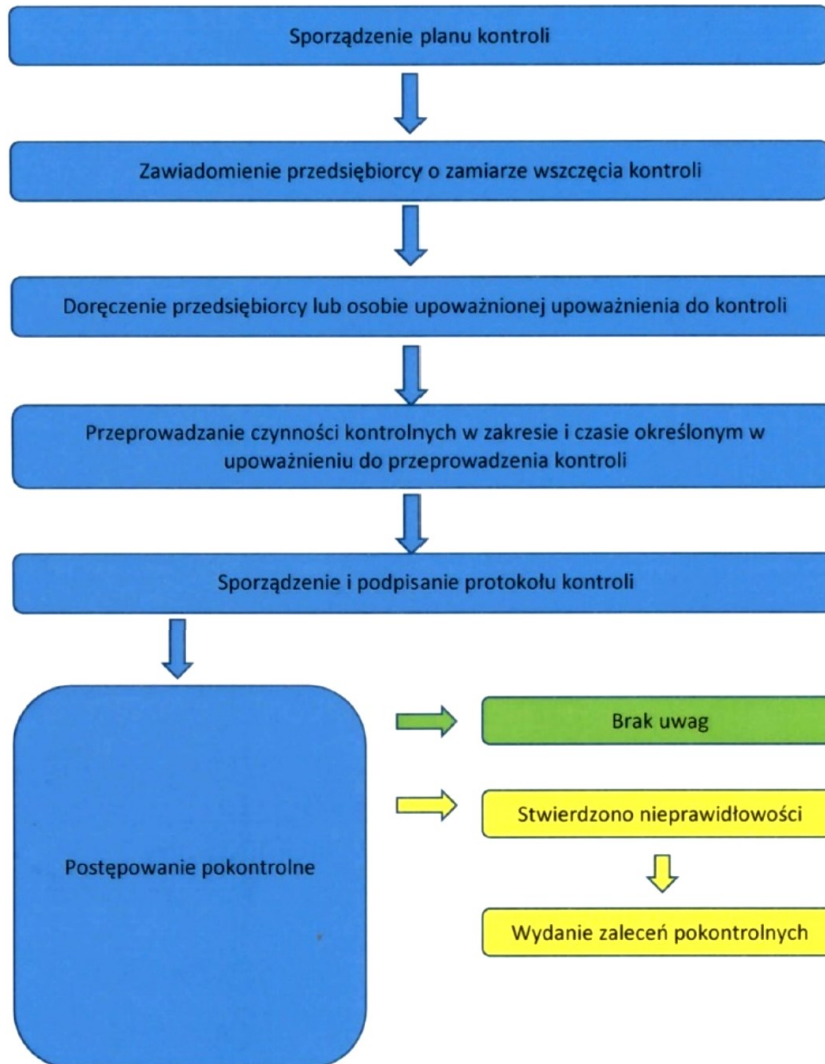 Sporządzenie planu kontroli
Zawiadomienie przedsiębiorcy o zamiarze wszczęcia kontroli
Doręczenie przedsiębiorcy lub osobie upoważnionej upoważnienia do kontroli
Przeprowadzanie czynności kontrolnych w zakresie i czasie określonym w
upoważnieniu do przeprowadzenia kontroli
Sporządzenie i podpisanie protokołu kontroli
Postępowanie pokontrolne
Brak uwag
Stwierdzono nieprawidłowości
Wydanie zaleceń pokontrolnych